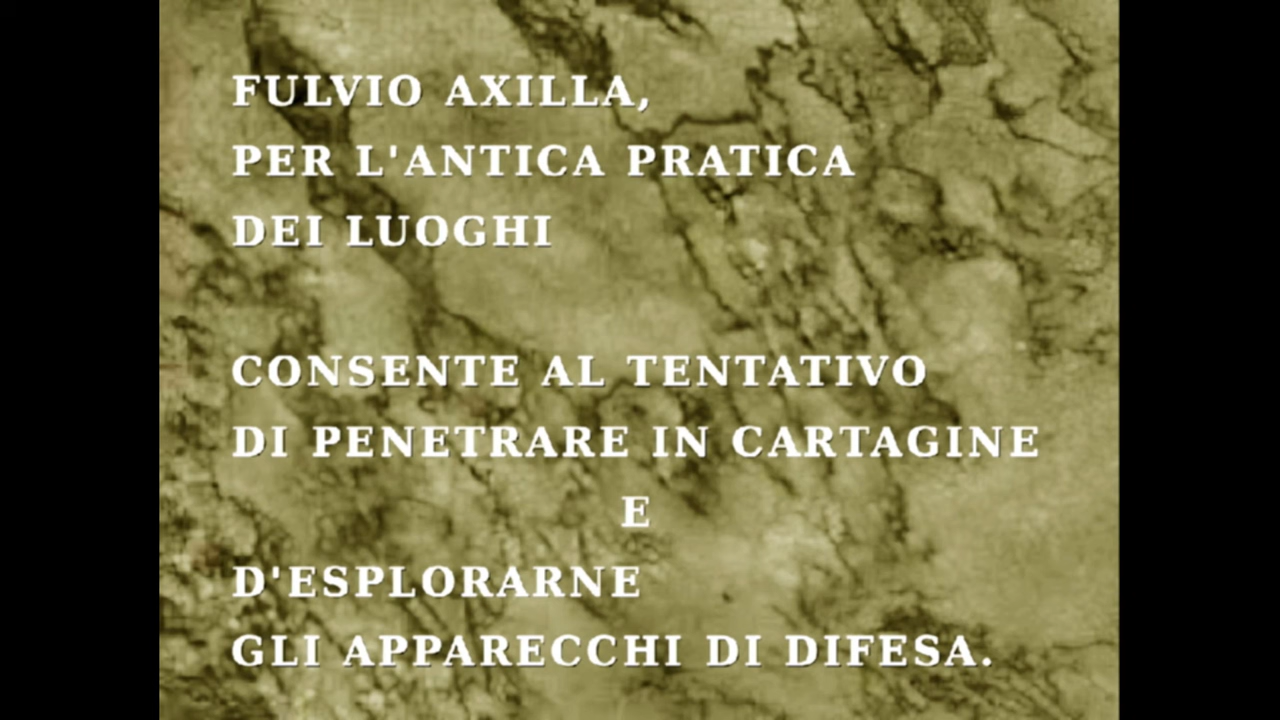 FULVIO AXILLA,
PER L'ANTICA PRATICA
DEI LUOGHI
CONSENTE AL TENTATIVO
DI PENETRARE IN CARTAGINE
E
D'ESPLORARNE
GLI APPARECCHI DI DIFESA.